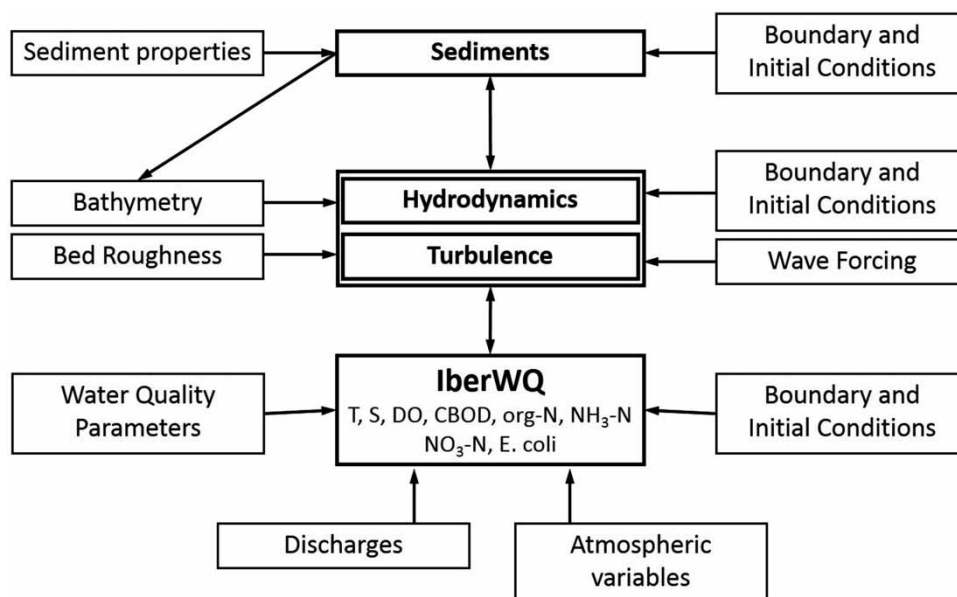 Sediment properties
Sediments
Boundary and
Initial Conditions
Bathymetry
Hydrodynamics
Boundary and
Initial Conditions
Bed Roughness
Turbulence
Wave Forcing
Water Quality
Parameters
IberWQ
T, S, DO, CBOD, org-N, NH₃-N
NO₃-N, E. coli
Boundary and
Initial Conditions
Discharges
Atmospheric
variables